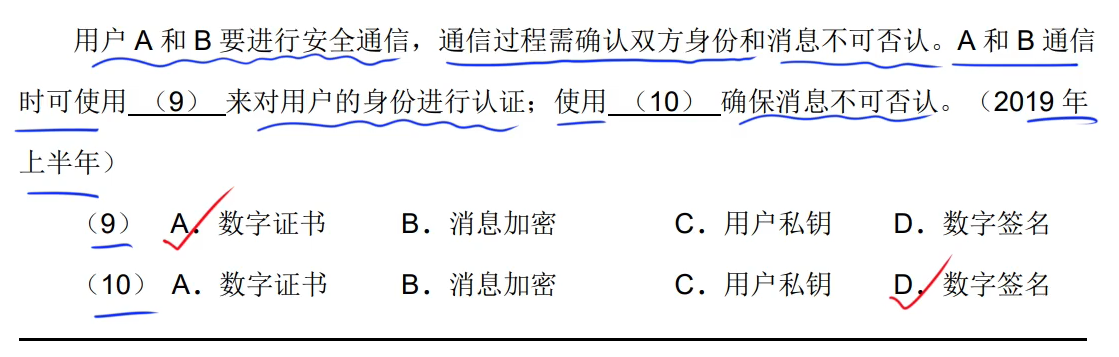 用户 A 和 B 要进行安全通信，通信过程需确认双方身份和消息不可否认。A 和 B 通信
时可使用 （9） 来对用户的身份进行认证；使用 （10） 确保消息不可否认。（2019 年
上半年）
（9） A．数字证书 B．消息加密 C．用户私钥 D．数字签名
（10） A．数字证书 B．消息加密 C．用户私钥 D．数字签名